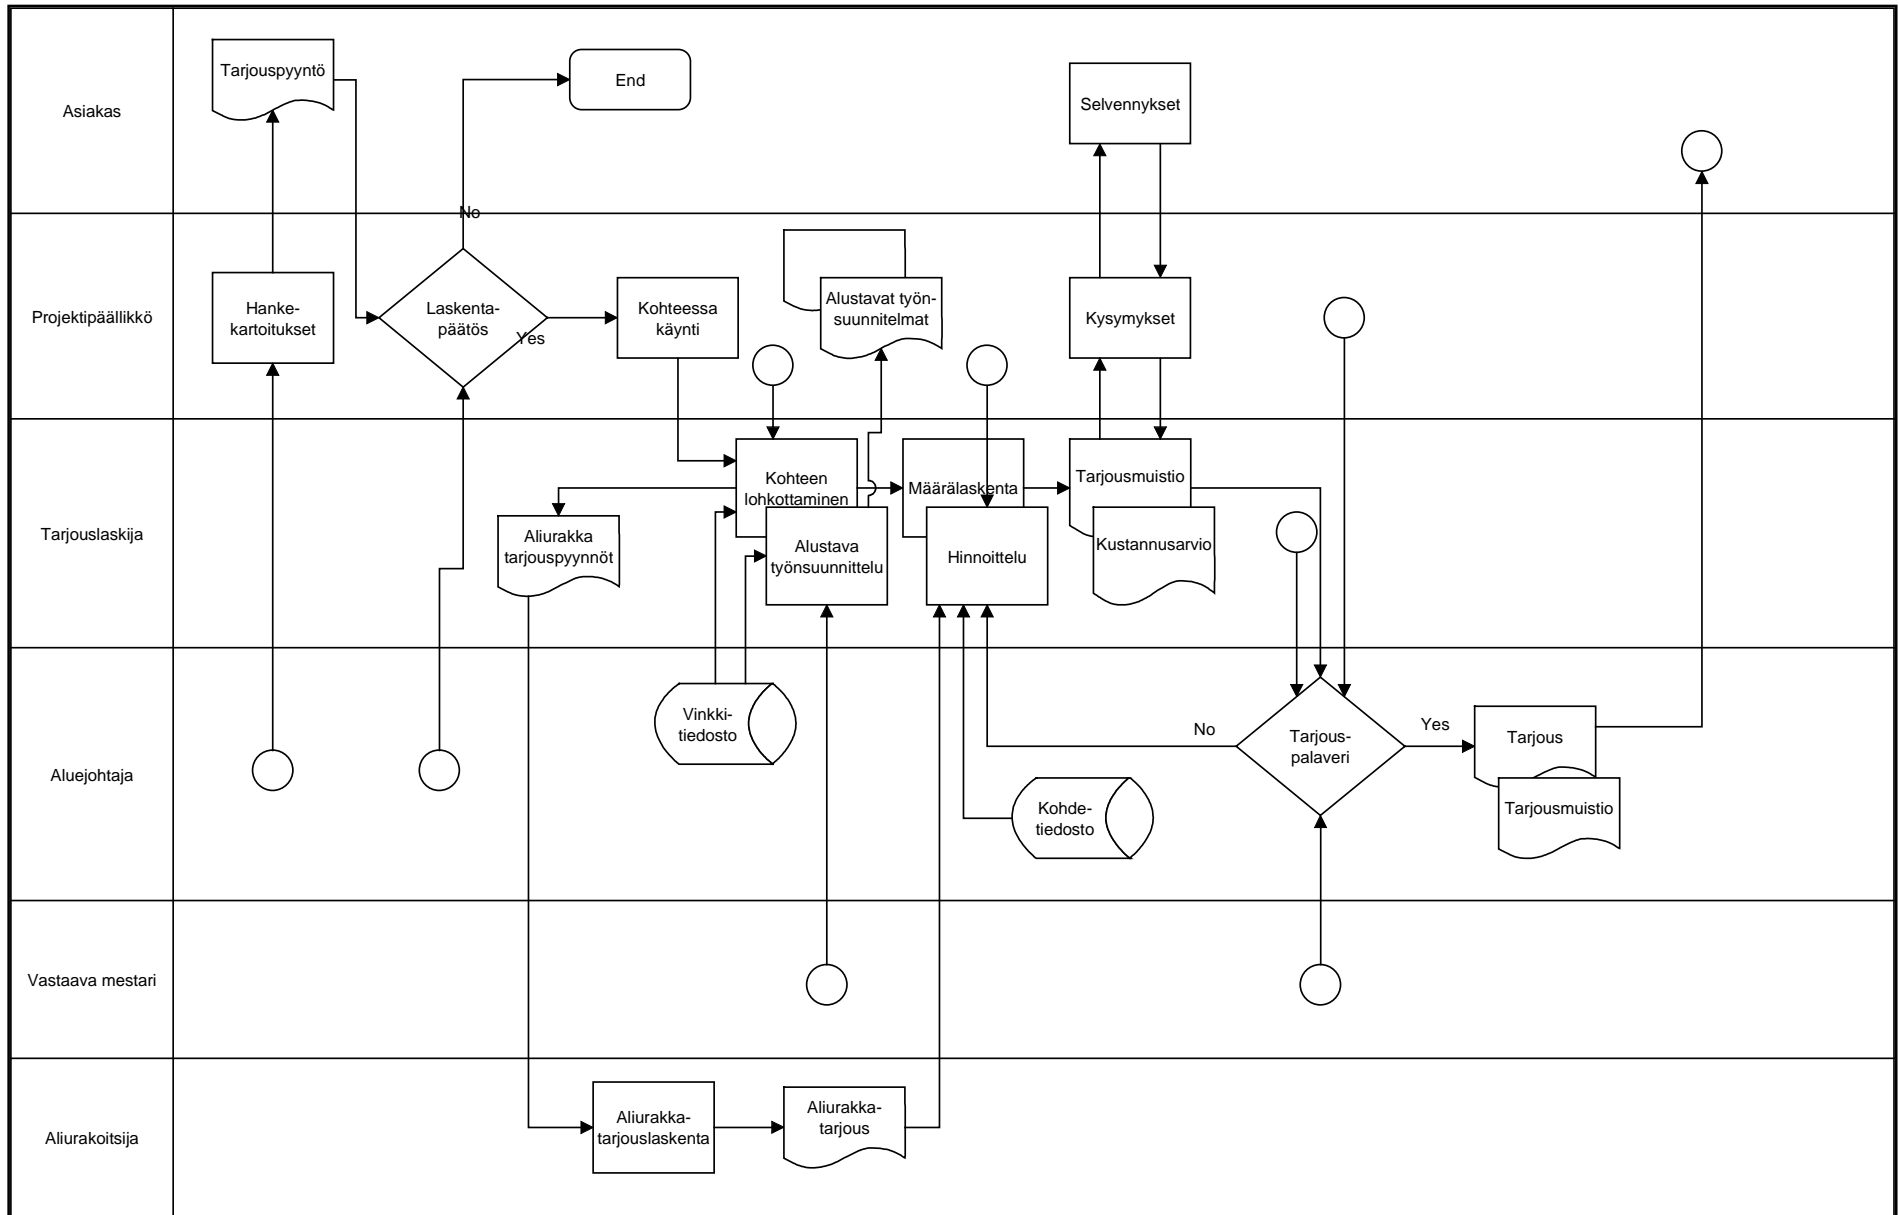 Asiakas
Tarjouspyyntö
End
Selvennykset
No
Projektipäällikkö
Hanke-
kartoitukset
Laskenta-
päätös
Yes
Kohteessa
käynti
Alustavat työn-
suunnitelmat
Kysymykset
Tarjouslaskija
Aliurakka
tarjouspyynnöt
Kohteen
lohkottaminen
Alustava
työnsuunnittelu
Määrälaskenta
Hinnoittelu
Tarjousmuistio
Kustannusarvio
Aluejohtaja
Vinkki-
tiedosto
Kohde-
tiedosto
No
Tarjous-
palaveri
Yes
Tarjous
Tarjousmuistio
Vastaava mestari
Aliurakoitsija
Aliurakka-
tarjouslaskenta
Aliurakka-
tarjous